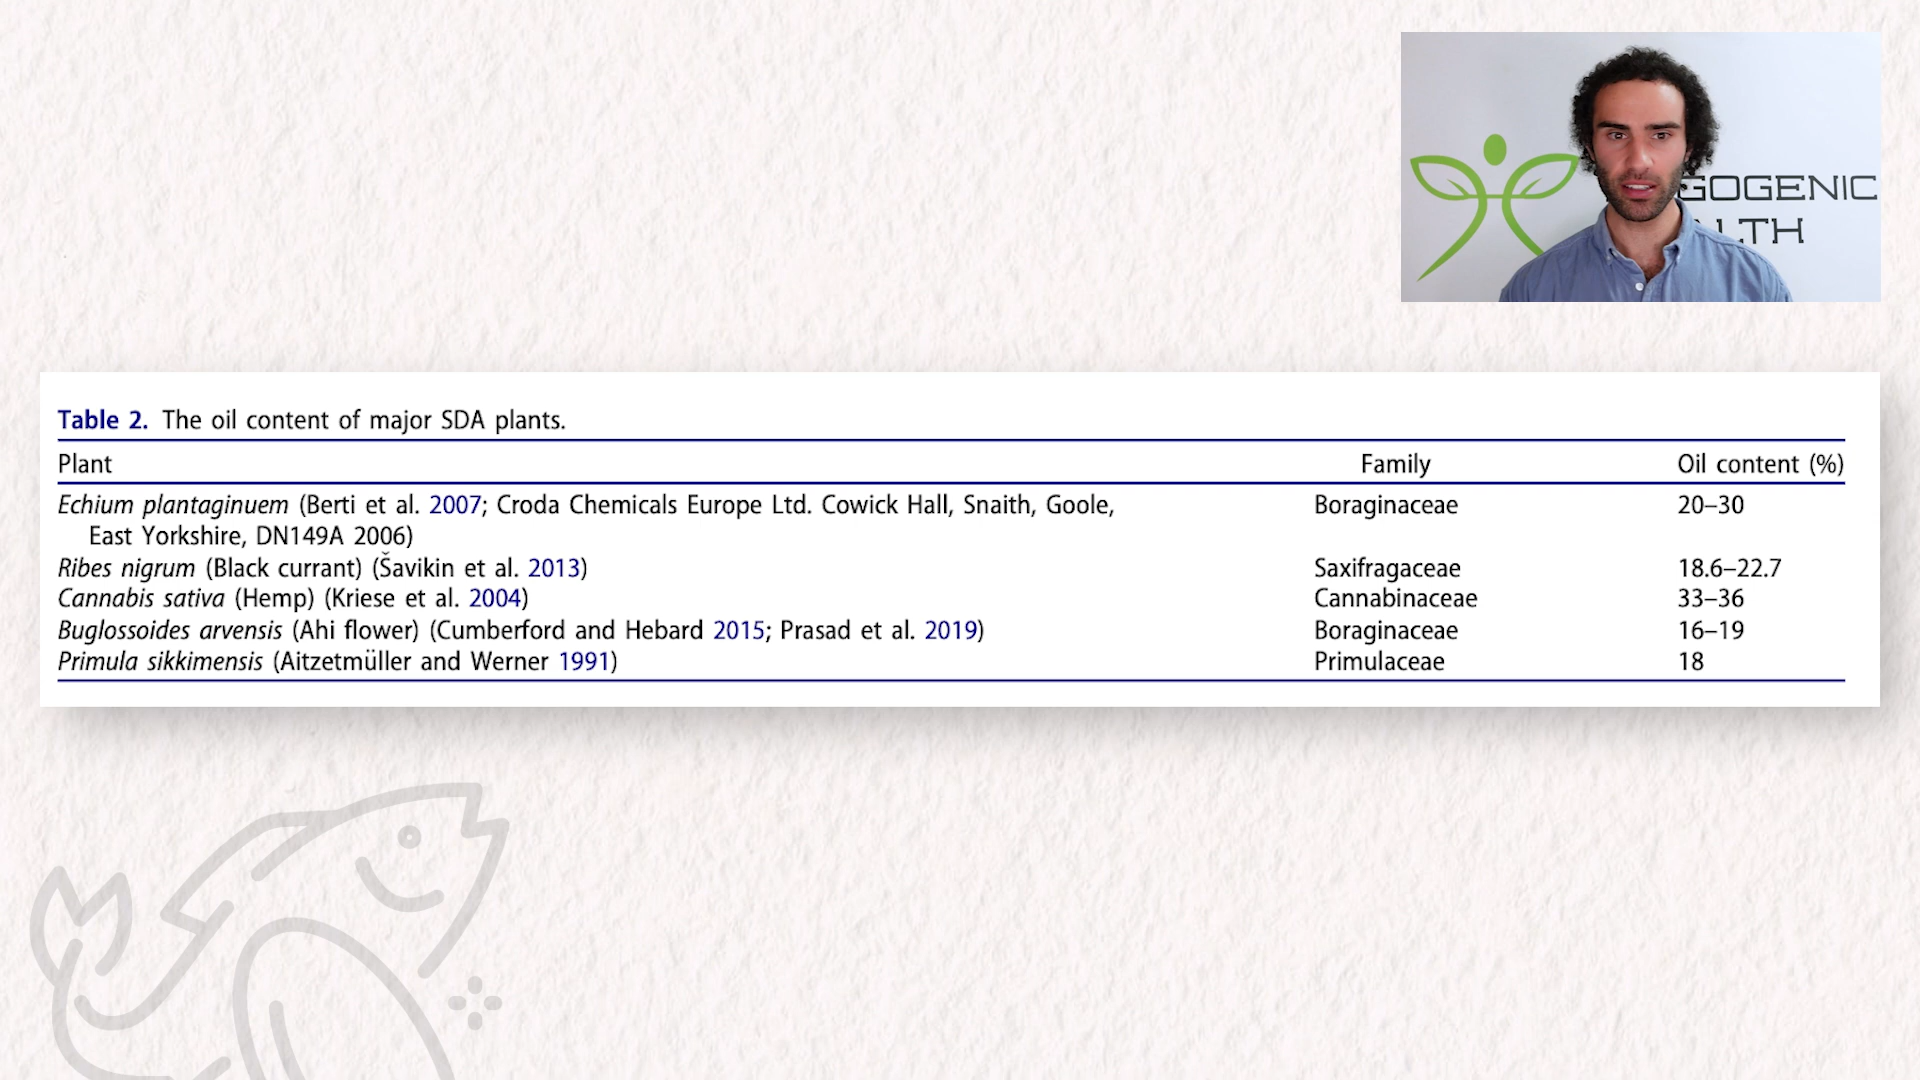 GOGENIC
LTH
Table 2. The oil content of major SDA plants.
Plant Family Oil content (%)
Echium plantaginuem (Berti et al. 2007; Croda Chemicals Europe Ltd. Cowick Hall, Snaith, Goole, Boraginaceae 20–30
East Yorkshire, DN149A 2006)
Ribes nigrum (Black currant) (Šavikin et al. 2013) Saxifragaceae 18.6–22.7
Cannabis sativa (Hemp) (Kriese et al. 2004) Cannabinaceae 33–36
Buglossoides arvensis (Ahi flower) (Cumberford and Hebard 2015; Prasad et al. 2019) Boraginaceae 16–19
Primula sikkimensis (Aitzetmüller and Werner 1991) Primulaceae 18